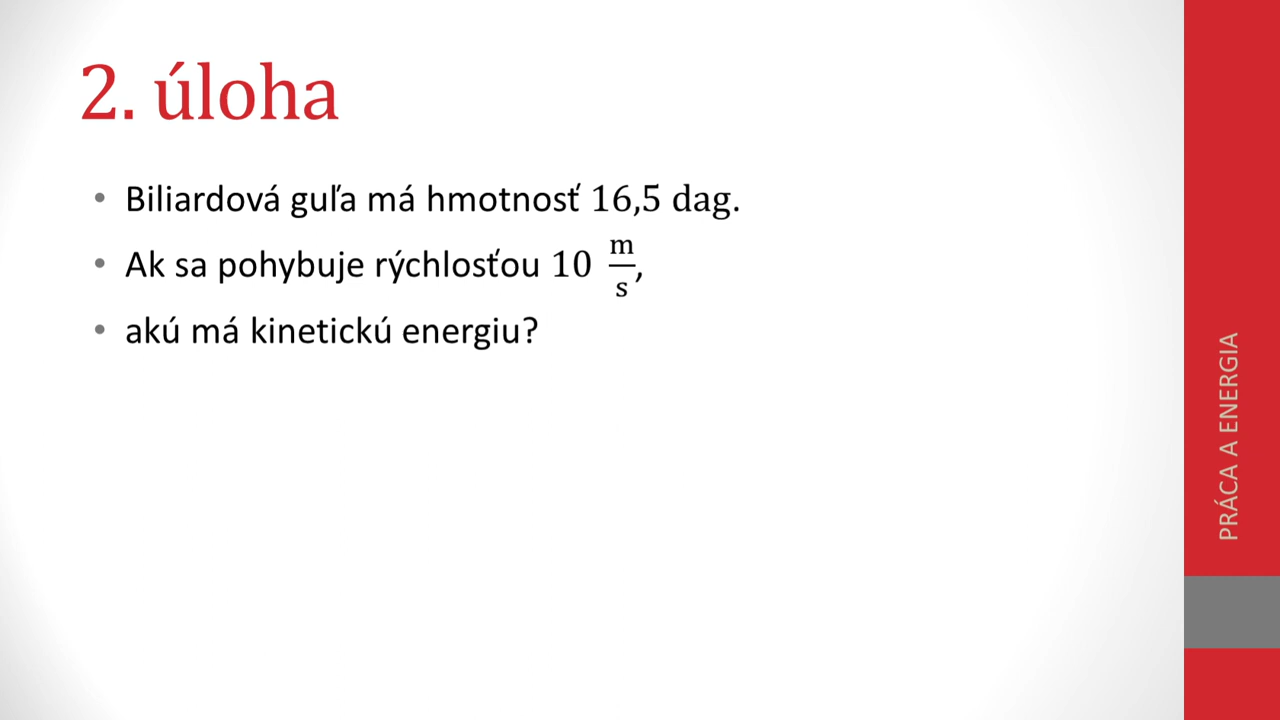 2. úloha
• Biliardová guľa má hmotnosť 16,5 dag.
• Ak sa pohybuje rýchlosťou 10 m/s,
• akú má kinetickú energiu?
PRÁCA A ENERGIA